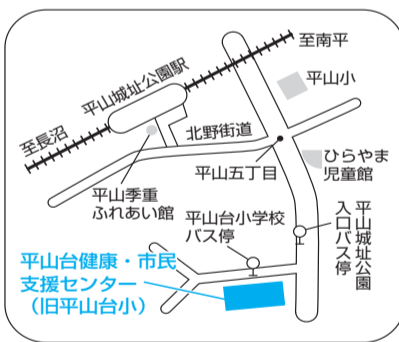 至南平
平山小
平山城址公園駅
至長沼
北野街道
平山季重
ふれあい館
平山五丁目
ひらやま
児童館
平山台小学校
バス停
平山城址公園
入口バス停
平山台健康・市民
支援センター
（旧平山台小）